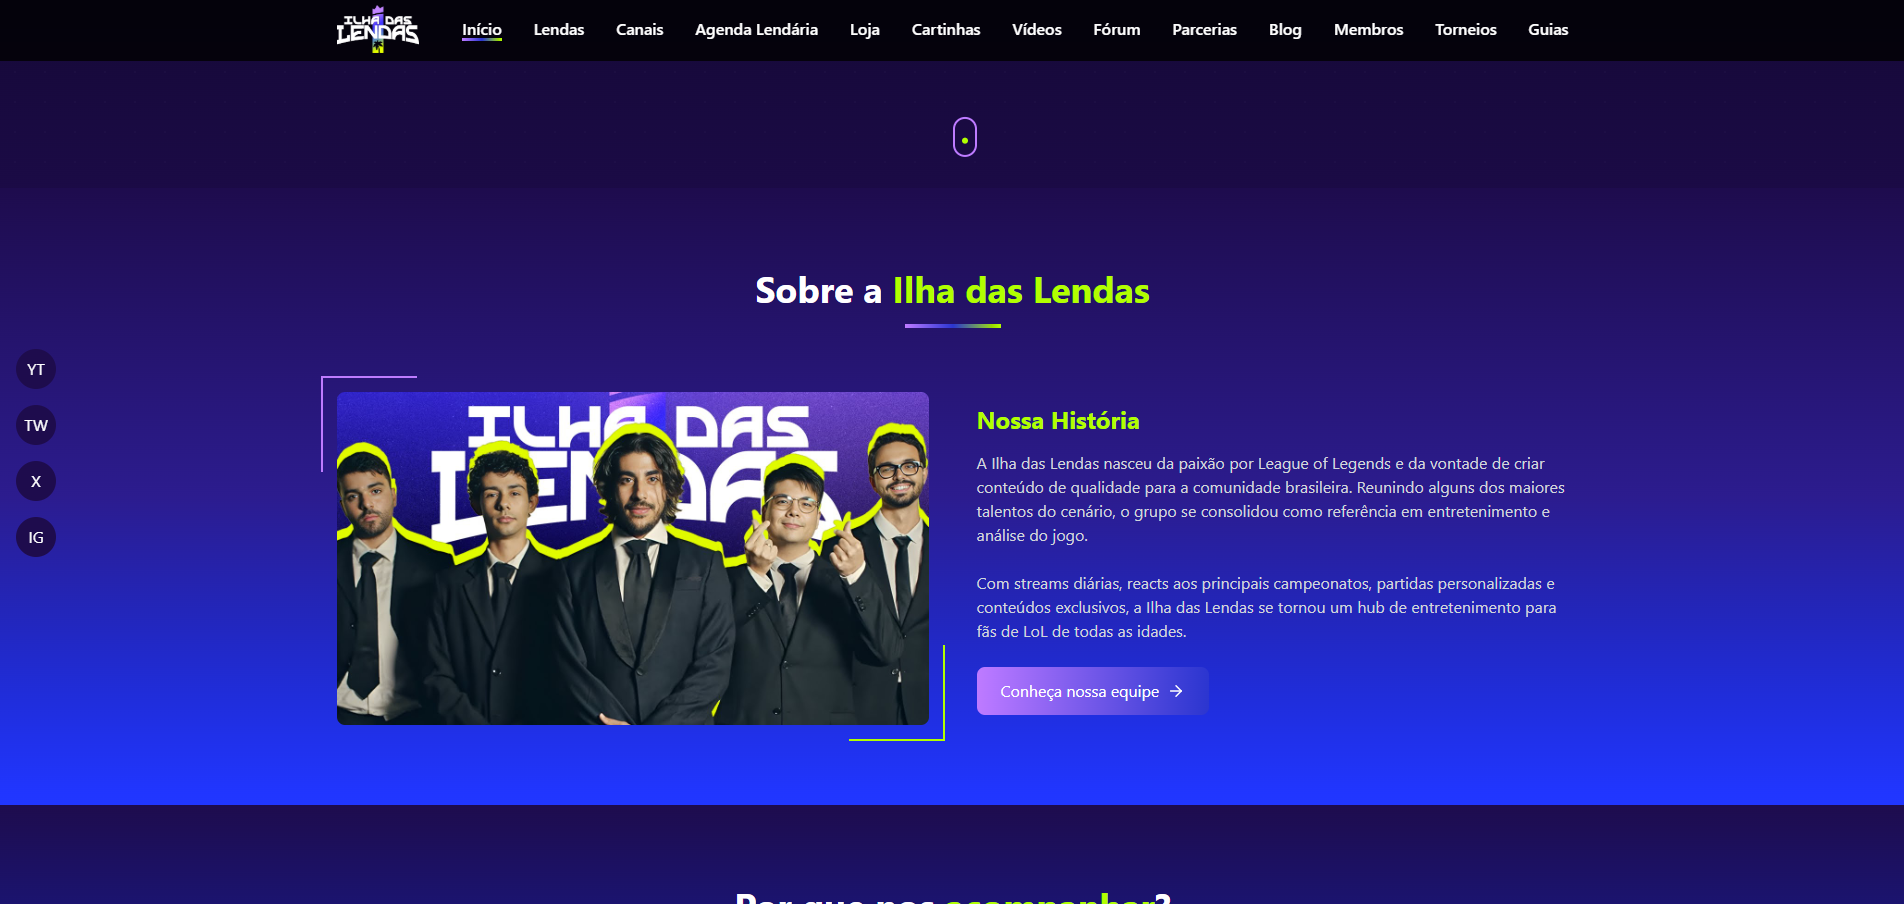 ILHA DAS
LENDAS
Início Lendas Canais Agenda Lendária Loja Cartinhas Vídeos Fórum Parcerias Blog Membros Torneios Guias
Sobre a Ilha das Lendas
YT
TW
X
IG
ILHA DAS
LENDAS
Nossa História
A Ilha das Lendas nasceu da paixão por League of Legends e da vontade de criar
conteúdo de qualidade para a comunidade brasileira. Reunindo alguns dos maiores
talentos do cenário, o grupo se consolidou como referência em entretenimento e
análise do jogo.
Com streams diárias, reacts aos principais campeonatos, partidas personalizadas e
conteúdos exclusivos, a Ilha das Lendas se tornou um hub de entretenimento para
fãs de LoL de todas as idades.
Conheça nossa equipe →
Por que nos acompanhar?